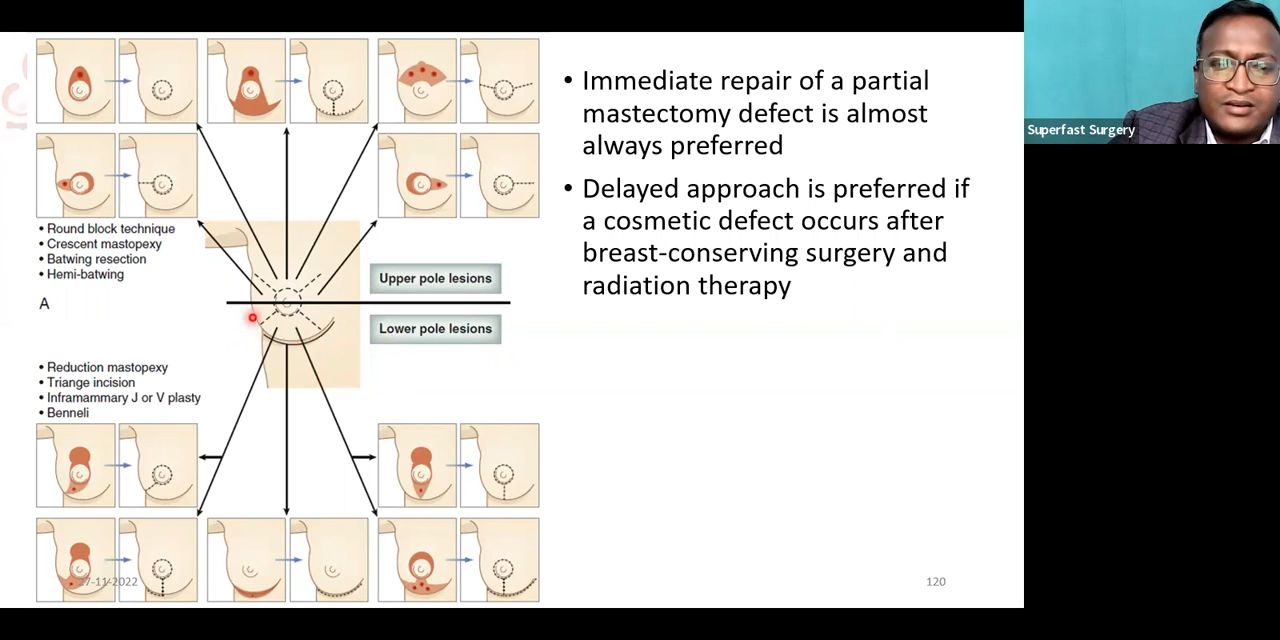 • Immediate repair of a partial
mastectomy defect is almost
always preferred
• Delayed approach is preferred if
a cosmetic defect occurs after
breast-conserving surgery and
radiation therapy
Superfast Surgery
• Round block technique
• Crescent mastopexy
• Batwing resection
• Hemi-batwing
A
Upper pole lesions
Lower pole lesions
• Reduction mastopexy
• Triange incision
• Inframammary J or V plasty
• Benneli
27-11-2022
120